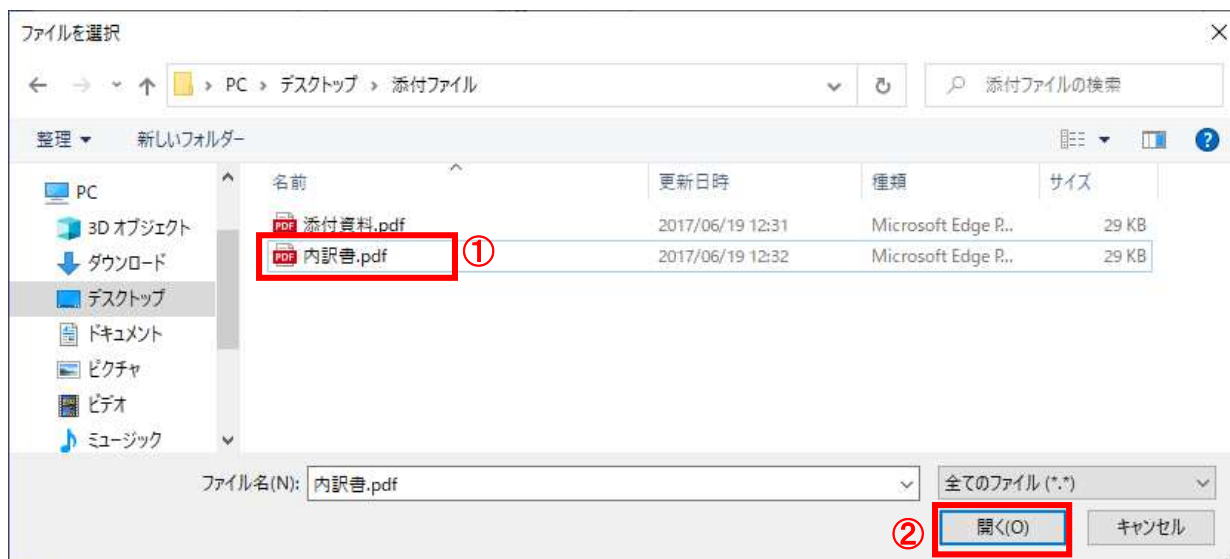 ファイルを選択
PC › デスクトップ › 添付ファイル
添付ファイルの検索
整理
新しいフォルダー
PC
3D オブジェクト
ダウンロード
デスクトップ
ドキュメント
ピクチャ
ビデオ
ミュージック
名前 更新日時 種類 サイズ
添付資料.pdf 2017/06/19 12:31 Microsoft Edge P... 29 KB
内訳書.pdf 2017/06/19 12:32 Microsoft Edge P... 29 KB
①
ファイル名(N): 内訳書.pdf 全てのファイル (*.*)
② 開く(O) キャンセル